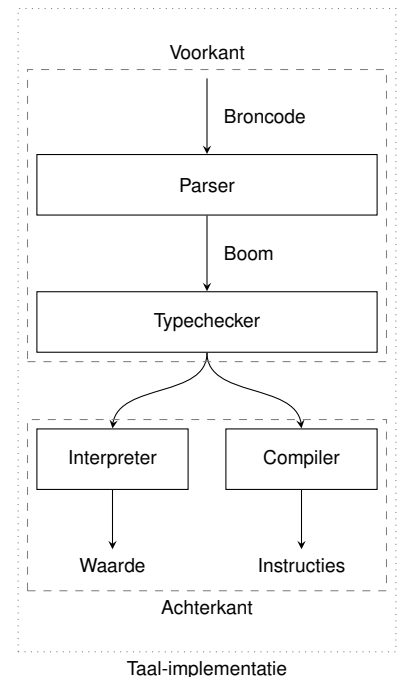 Voorkant
Broncode
Parser
Boom
Typechecker
Interpreter
Compiler
Waarde
Instructies
Achterkant
Taal-implementatie